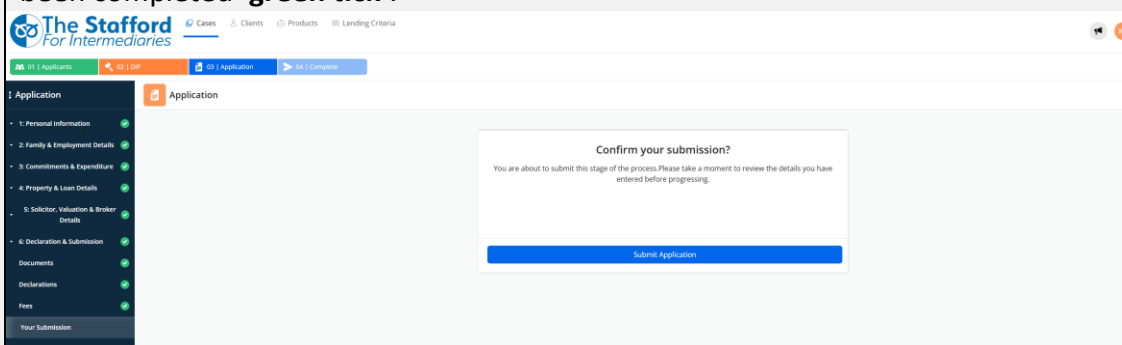 been completed 'green tick'.
The Stafford
For Intermediaries
Cases
Clients
Products
Lending Criteria
01 | Applicants
02 | DIP
03 | Application
04 | Complete
Application
Application
1: Personal Information
2: Family & Employment Details
3: Commitments & Expenditure
4: Property & Loan Details
5: Solicitor, Valuation & Broker
Details
6: Declaration & Submission
Documents
Declarations
Fees
Your Submission
Confirm your submission?
You are about to submit this stage of the process.Please take a moment to review the details you have
entered before progressing.
Submit Application